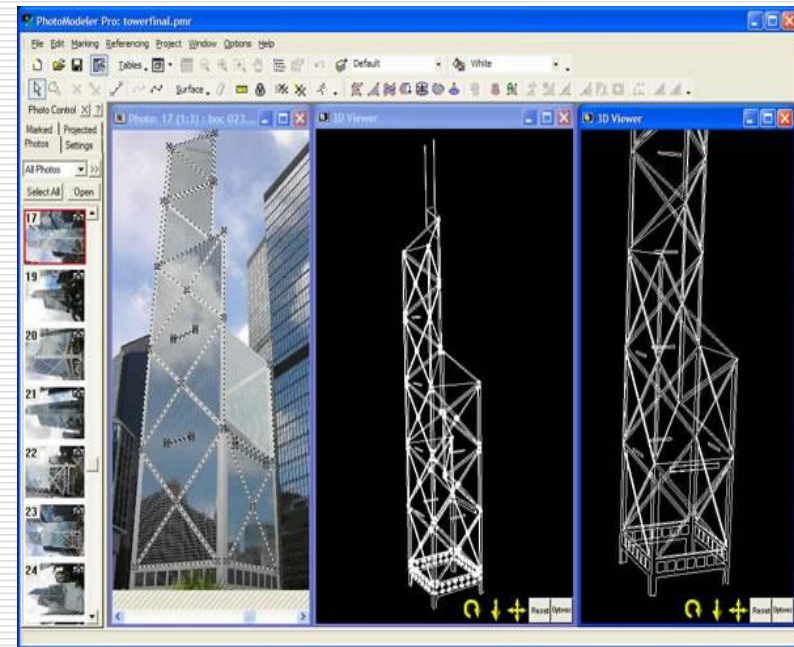 PhotoModeler Pro: towerfinal.pmr
File Edit Marking Referencing Project Window Options Help
Tables Default White
Surface
Photo Control
Marked Projected
Photos Settings
All Photos >>
Select All Open
17
19
20
21
22
23
24
Photo: 17 (1:3) : boc 023...
3D Viewer
Reset Options
3D Viewer
Reset Options